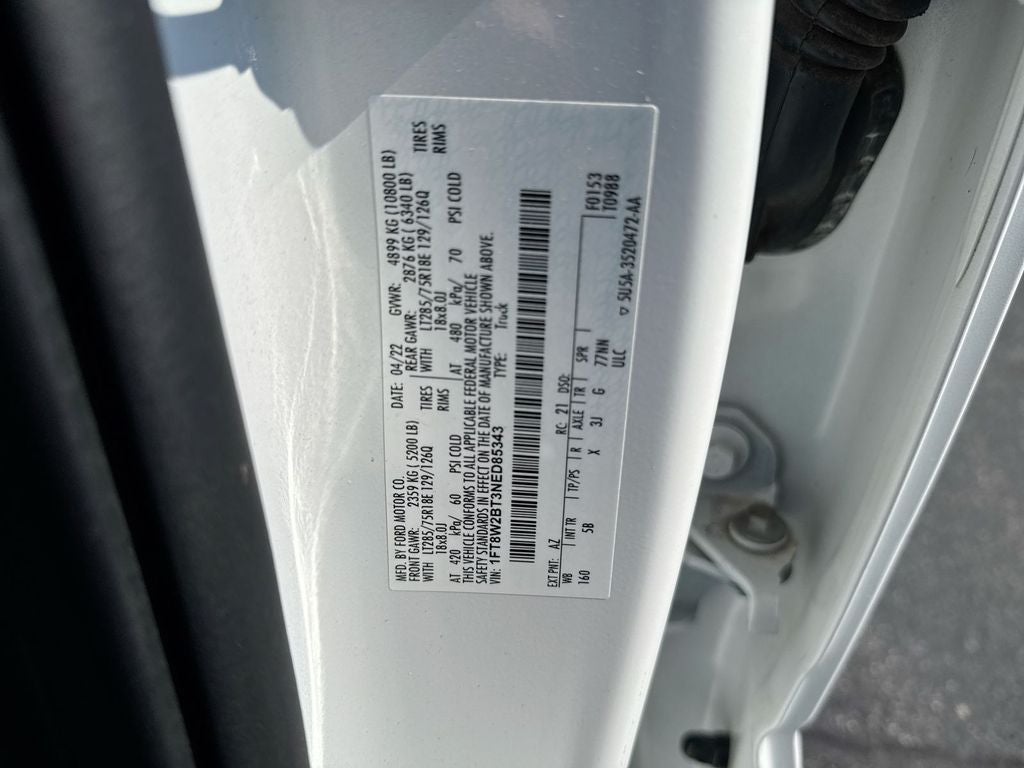 MFD. BY FORD MOTOR CO.
DATE: 04/22 GVWR: 4899 KG (10800 LB)
FRONT GAWR: 2359 KG (5200 LB) REAR GAWR: 2876 KG (6340 LB)
WITH LT285/75R18E 129/126Q TIRES WITH LT285/75R18E 129/126Q TIRES
18x8.0J RIMS 18x8.0J RIMS
AT 420 kPa/ 60 PSI COLD AT 480 kPa/ 70 PSI COLD
THIS VEHICLE CONFORMS TO ALL APPLICABLE FEDERAL MOTOR VEHICLE
SAFETY STANDARDS IN EFFECT ON THE DATE OF MANUFACTURE SHOWN ABOVE.
VIN: 1FT8W2BT3NED85343 TYPE: Truck
EXT PNT: AZ RC: 21 DSO: F0153
WB INT TR TP/PS R AXLE TR SPR T0988
160 5B X 3J G 77NN
ULC
5U5A-3520472-AA